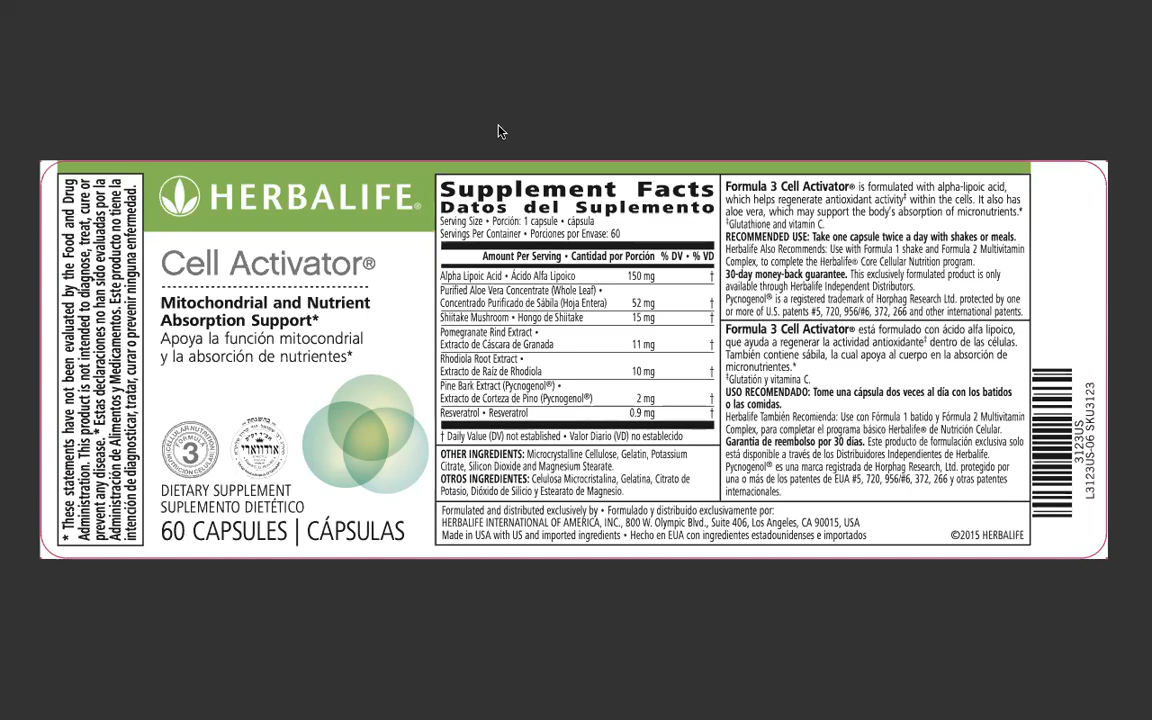 * These statements have not been evaluated by the Food and Drug
Administration. This product is not intended to diagnose, treat, cure or
prevent any disease. * Estas declaraciones no han sido evaluadas por la
Administración de Alimentos y Medicamentos. Este producto no tiene la
intención de diagnosticar, tratar, curar o prevenir ninguna enfermedad.
HERBALIFE®
Cell Activator®
Mitochondrial and Nutrient
Absorption Support*
Apoya la función mitocondrial
y la absorción de nutrientes*
CELLULAR NUTRITION
FORMULA
3
NUTRICIÓN CELULAR
DIETARY SUPPLEMENT
SUPLEMENTO DIETÉTICO
60 CAPSULES | CÁPSULAS
Supplement Facts
Datos del Suplemento
Serving Size • Porción: 1 capsule • cápsula
Servings Per Container • Porciones por Envase: 60
Amount Per Serving • Cantidad por Porción % DV • % VD
Alpha Lipoic Acid • Ácido Alfa Lipoico 150 mg †
Purified Aloe Vera Concentrate (Whole Leaf) •
Concentrado Purificado de Sábila (Hoja Entera) 52 mg †
Shiitake Mushroom • Hongo de Shiitake 15 mg †
Pomegranate Rind Extract •
Extracto de Cáscara de Granada 11 mg †
Rhodiola Root Extract •
Extracto de Raíz de Rhodiola 10 mg †
Pine Bark Extract (Pycnogenol®) •
Extracto de Corteza de Pino (Pycnogenol®) 2 mg †
Resveratrol • Resveratrol 0.9 mg †
† Daily Value (DV) not established • Valor Diario (VD) no establecido
OTHER INGREDIENTS: Microcrystalline Cellulose, Gelatin, Potassium
Citrate, Silicon Dioxide and Magnesium Stearate.
OTROS INGREDIENTES: Celulosa Microcristalina, Gelatina, Citrato de
Potasio, Dióxido de Silicio y Estearato de Magnesio.
Formula 3 Cell Activator® is formulated with alpha-lipoic acid,
which helps regenerate antioxidant activity‡ within the cells. It also has
aloe vera, which may support the body's absorption of micronutrients.*
‡Glutathione and vitamin C.
RECOMMENDED USE: Take one capsule twice a day with shakes or meals.
Herbalife Also Recommends: Use with Formula 1 shake and Formula 2 Multivitamin
Complex, to complete the Herbalife® Core Cellular Nutrition program.
30-day money-back guarantee. This exclusively formulated product is only
available through Herbalife Independent Distributors.
Pycnogenol® is a registered trademark of Horphag Research Ltd. protected by one
or more of U.S. patents #5, 720, 956/#6, 372, 266 and other international patents.
Formula 3 Cell Activator® está formulado con ácido alfa lipoico,
que ayuda a regenerar la actividad antioxidante‡ dentro de las células.
También contiene sábila, la cual apoya al cuerpo en la absorción de
micronutrientes.*
‡Glutatión y vitamina C.
USO RECOMENDADO: Tome una cápsula dos veces al día con los batidos
o las comidas.
Herbalife También Recomienda: Use con Fórmula 1 batido y Fórmula 2 Multivitamin
Complex, para completar el programa básico Herbalife® de Nutrición Celular.
Garantía de reembolso por 30 días. Este producto de formulación exclusiva solo
está disponible a través de los Distribuidores Independientes de Herbalife.
Pycnogenol® es una marca registrada de Horphag Research, Ltd. protegido por
una o más de los patentes de EUA #5, 720, 956/#6, 372, 266 y otras patentes
internacionales.
Formulated and distributed exclusively by • Formulado y distribuido exclusivamente por:
HERBALIFE INTERNATIONAL OF AMERICA, INC., 800 W. Olympic Blvd., Suite 406, Los Angeles, CA 90015, USA
Made in USA with US and imported ingredients • Hecho en EUA con ingredientes estadounidenses e importados
©2015 HERBALIFE
3123US
L3123US-06 SKU3123